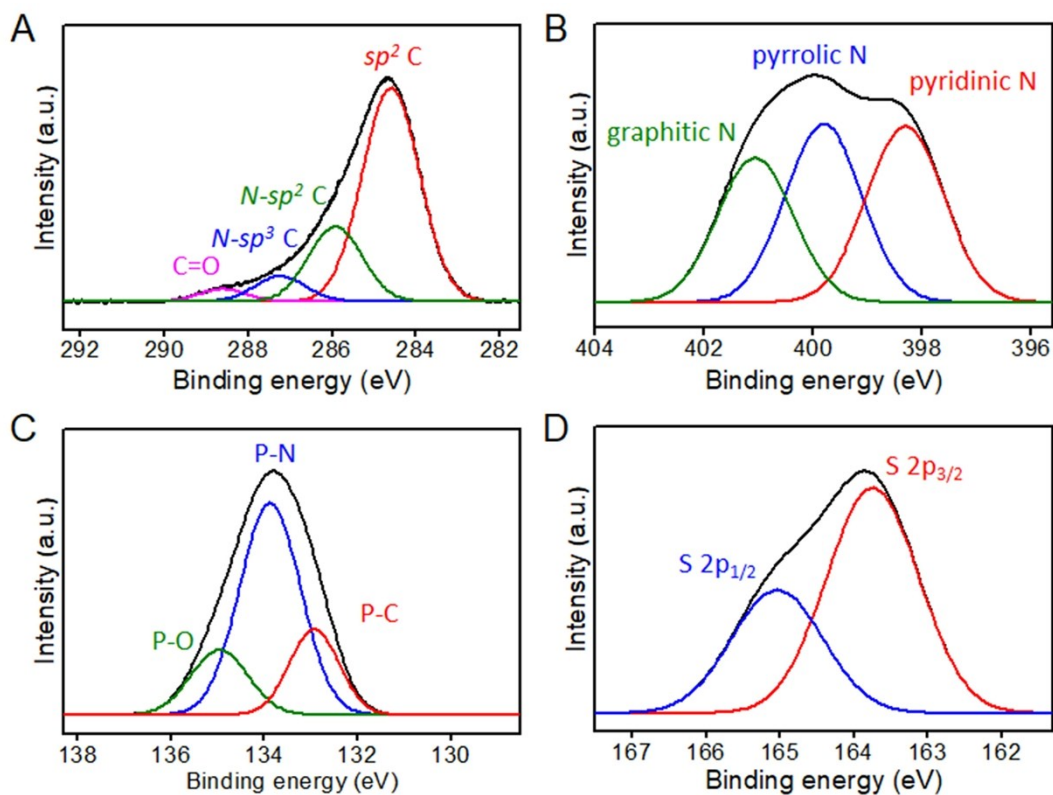 A
sp² C
N-sp² C
N-sp³ C
C=O
Intensity (a.u.)
292 290 288 286 284 282
Binding energy (eV)
B
pyrrolic N
pyridinic N
graphitic N
Intensity (a.u.)
404 402 400 398 396
Binding energy (eV)
C
P-N
P-C
P-O
Intensity (a.u.)
138 135 133 132 130
Binding energy (eV)
D
S 2p3/2
S 2p1/2
Intensity (a.u.)
167 166 165 164 163 162
Binding energy (eV)